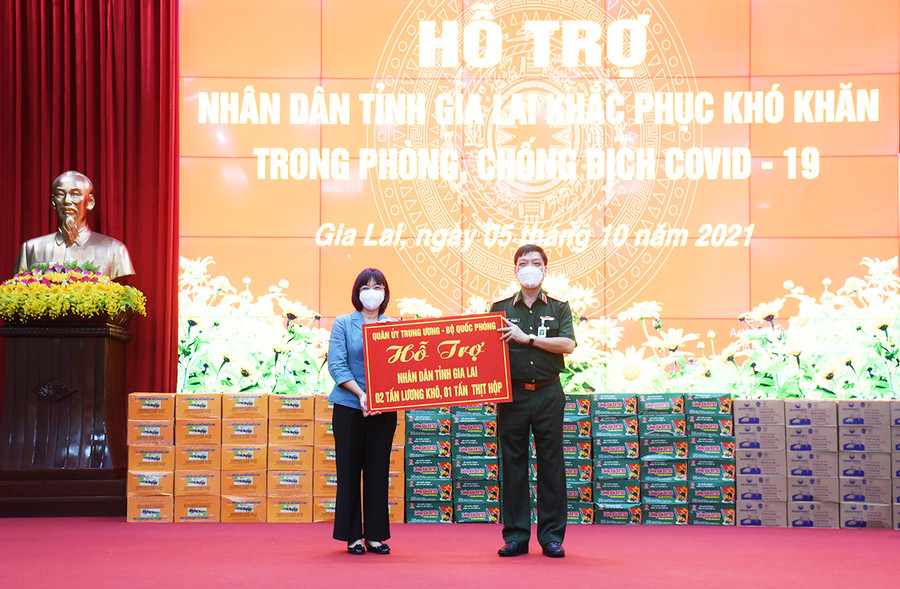 HỖ TRỢ
NHÂN DÂN TỈNH GIA LAI KHẮC PHỤC KHÓ KHĂN
TRONG PHÒNG, CHỐNG DỊCH COVID - 19
Gia Lai, ngày 05 tháng 10 năm 2021
QUÂN ỦY TRUNG ƯƠNG - BỘ QUỐC PHÒNG
Hỗ Trợ
NHÂN DÂN TỈNH GIA LAI
02 TẤN LƯƠNG KHÔ, 01 TẤN THỊT HỘP